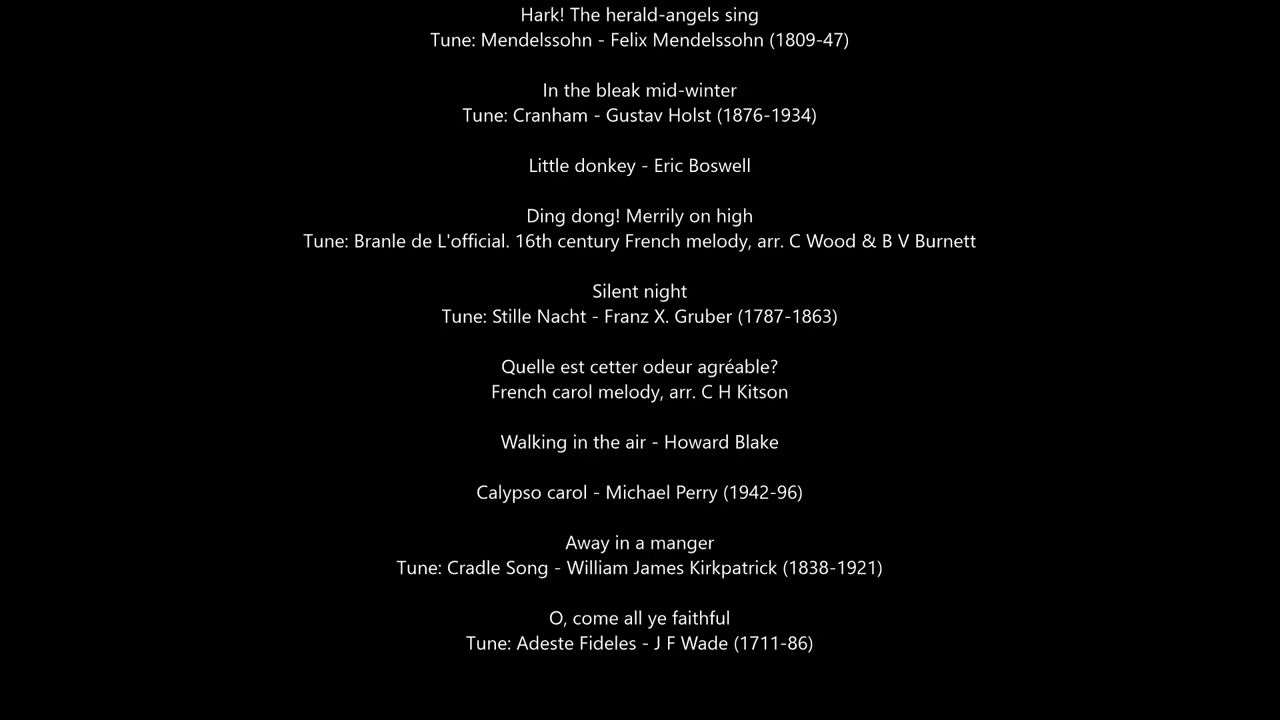 Hark! The herald-angels sing
Tune: Mendelssohn - Felix Mendelssohn (1809-47)
In the bleak mid-winter
Tune: Cranham - Gustav Holst (1876-1934)
Little donkey - Eric Boswell
Ding dong! Merrily on high
Tune: Branle de L'official. 16th century French melody, arr. C Wood & B V Burnett
Silent night
Tune: Stille Nacht - Franz X. Gruber (1787-1863)
Quelle est cetter odeur agréable?
French carol melody, arr. C H Kitson
Walking in the air - Howard Blake
Calypso carol - Michael Perry (1942-96)
Away in a manger
Tune: Cradle Song - William James Kirkpatrick (1838-1921)
O, come all ye faithful
Tune: Adeste Fideles - J F Wade (1711-86)